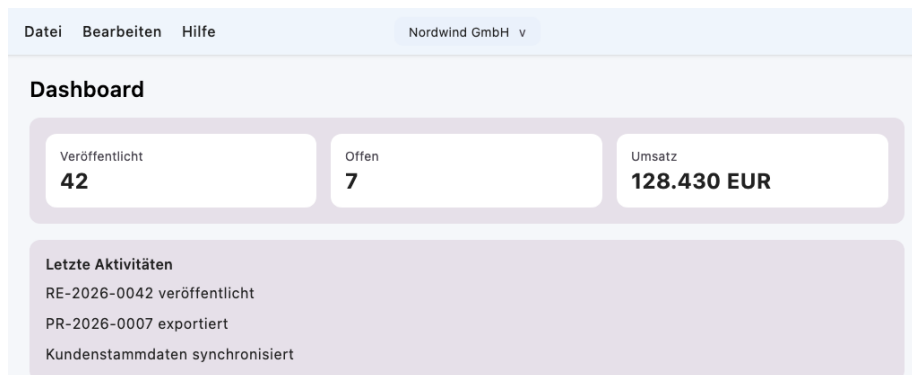 Datei Bearbeiten Hilfe Nordwind GmbH v
Dashboard
Veröffentlicht Offen Umsatz
42 7 128.430 EUR
Letzte Aktivitäten
RE-2026-0042 veröffentlicht
PR-2026-0007 exportiert
Kundenstammdaten synchronisiert